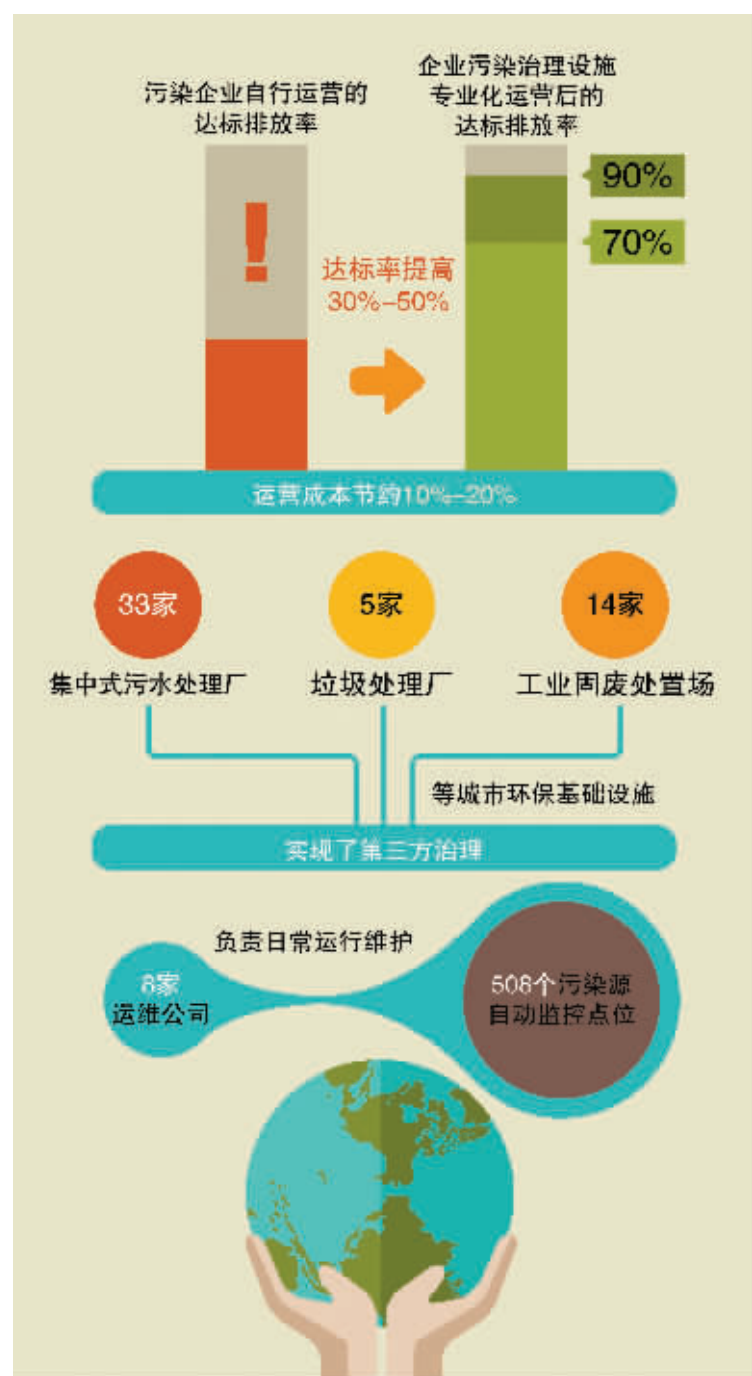 污染企业自行运营的
达标排放率
企业污染治理设施
专业化运营后的
达标排放率
90%
70%
达标率提高
30%-50%
运营成本节约10%-20%
33家
5家
14家
集中式污水处理厂
垃圾处理厂
工业固废处置场
等城市环保基础设施
实现了第三方治理
负责日常运行维护
8家
运维公司
508个污染源
自动监控点位